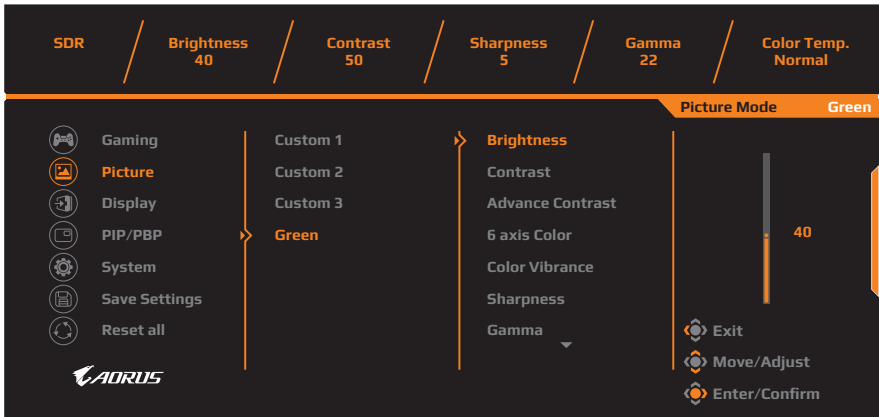 SDR Brightness Contrast Sharpness Gamma Color Temp.
40 50 5 22 Normal
Picture Mode Green
Gaming Custom 1 Brightness
Picture Custom 2 Contrast
Display Custom 3 Advance Contrast
PIP/PBP Green 6 axis Color 40
System Color Vibrance
Save Settings Sharpness
Reset all Gamma Exit
AORUS Move/Adjust
Enter/Confirm